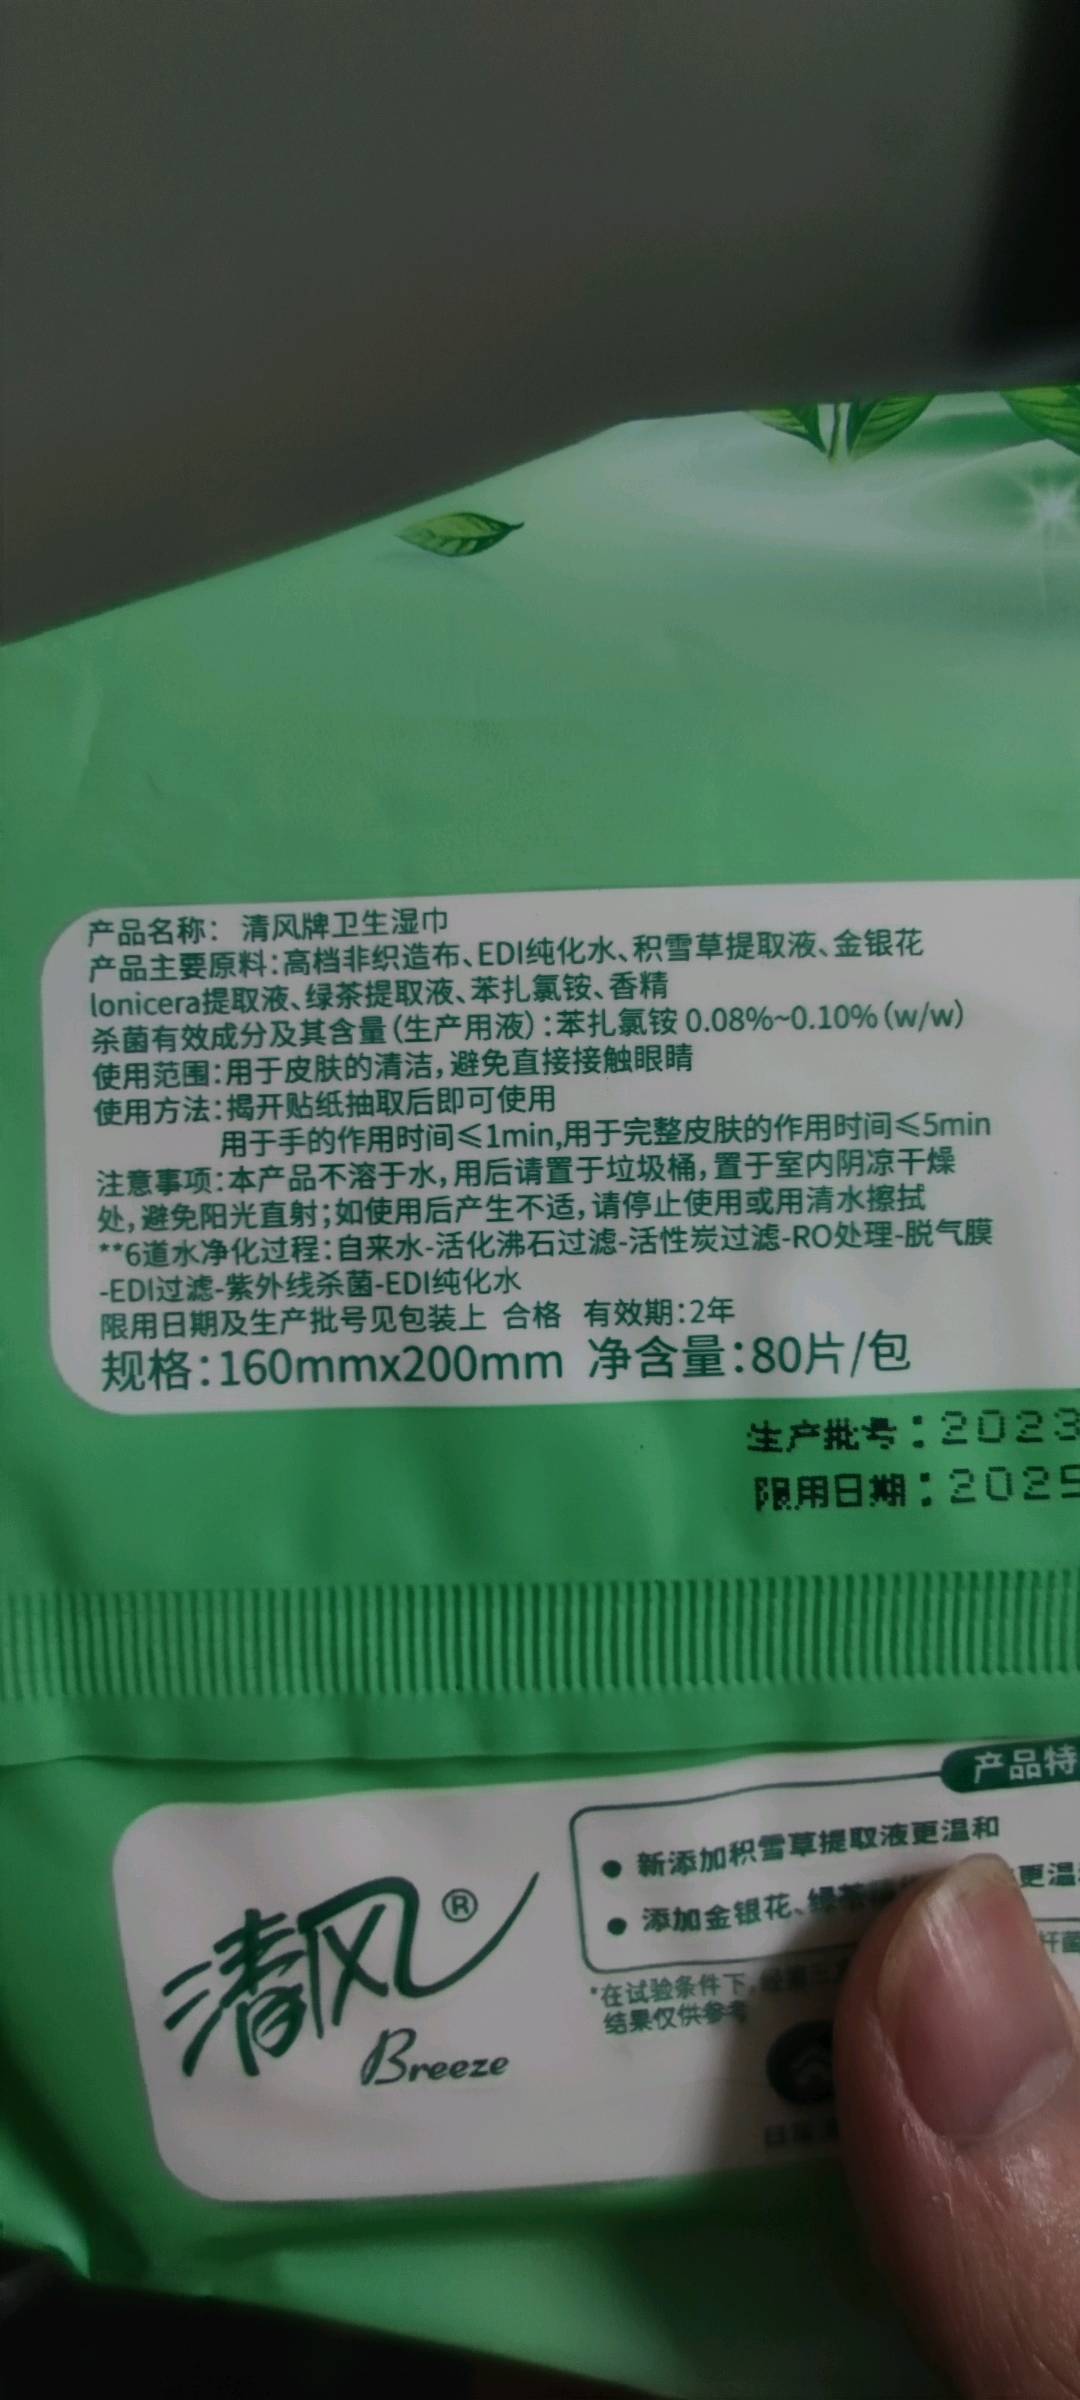 产品名称：清风牌卫生湿巾
产品主要原料：高档非织造布、EDI纯化水、积雪草提取液、金银花
lonicera提取液、绿茶提取液、苯扎氯铵、香精
杀菌有效成分及其含量（生产用液）：苯扎氯铵 0.08%~0.10%（w/w）
使用范围：用于皮肤的清洁，避免直接接触眼睛
使用方法：揭开贴纸抽取后即可使用
用于手的作用时间≤1min,用于完整皮肤的作用时间≤5min
注意事项：本产品不溶于水，用后请置于垃圾桶，置于室内阴凉干燥
处，避免阳光直射；如使用后产生不适，请停止使用或用清水擦拭
**6道水净化过程：自来水-活化沸石过滤-活性炭过滤-RO处理-脱气膜
-EDI过滤-紫外线杀菌-EDI纯化水
限用日期及生产批号见包装上 合格 有效期：2年
规格：160mmx200mm 净含量：80片/包
生产批号：2023
限用日期：2025
产品特
新添加积雪草提取液更温和
添加金银花、绿茶 更温
*在试验条件下，
结果仅供参考
清风®
Breeze